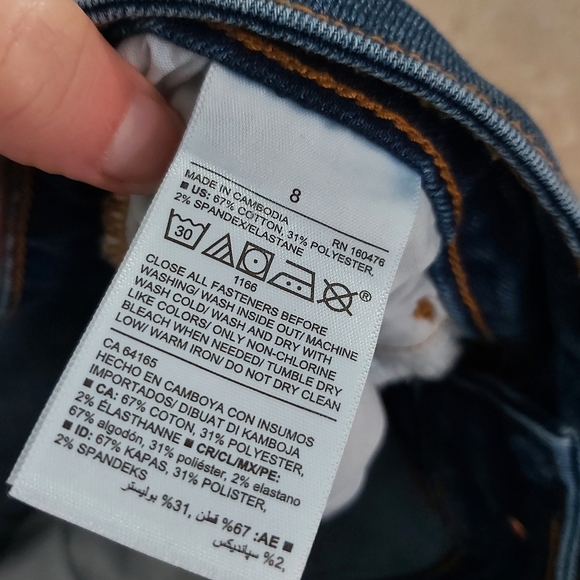 8
MADE IN CAMBODIA RN 160476
■ US: 67% COTTON, 31% POLYESTER,
2% SPANDEX/ELASTANE
30
®
1166
CLOSE ALL FASTENERS BEFORE
WASHING/ WASH INSIDE OUT/ MACHINE
WASH COLD/ WASH AND DRY WITH
LIKE COLORS/ ONLY NON-CHLORINE
BLEACH WHEN NEEDED/ TUMBLE DRY
LOW/ WARM IRON/ DO NOT DRY CLEAN
CA 64165
HECHO EN CAMBOYA CON INSUMOS
IMPORTADOS/ DIBUAT DI KAMBOJA
■ CA: 67% COTON, 31% POLYESTER,
2% ÉLASTHANNE ■ CR/CL/MX/PE:
67% algodón, 31% poliéster, 2% elastano
■ ID: 67% KAPAS, 31% POLISTER,
2% SPANDEKS
■ AE: 67% قطن, 31% بوليستر,
2% سبانديكس